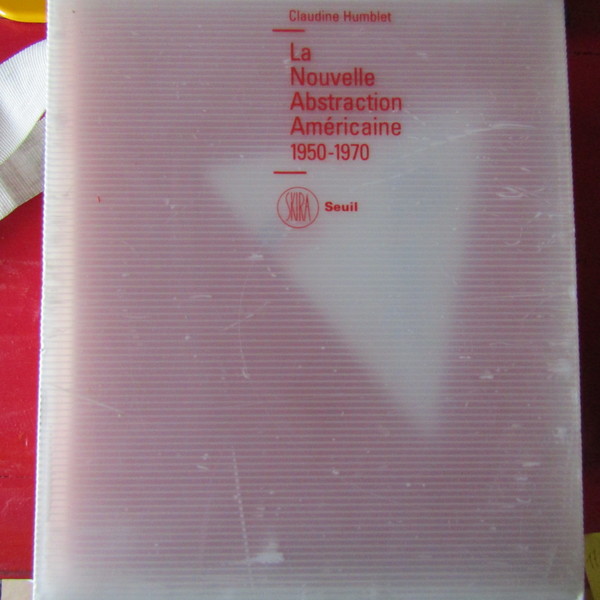 Claudine Humblet
La
Nouvelle
Abstraction
Américaine
1950-1970
SKIRA Seuil